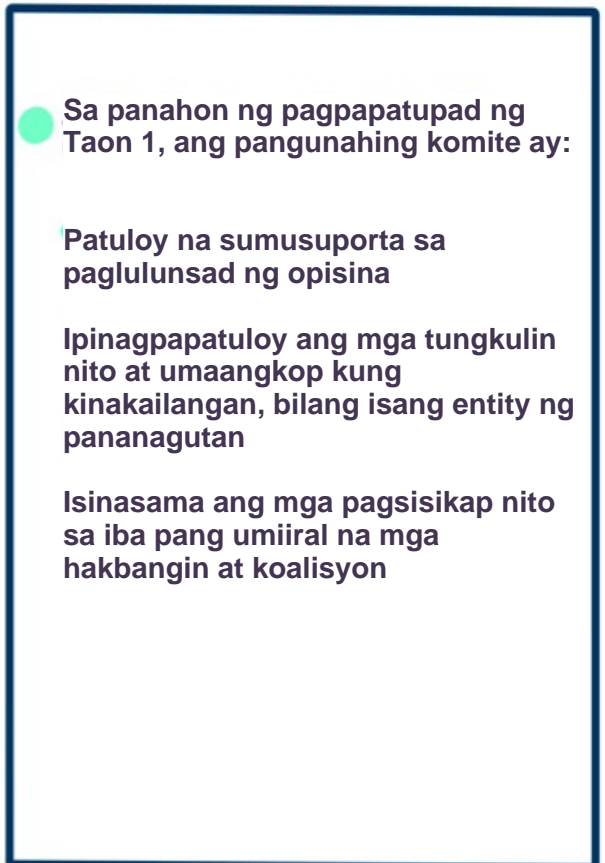 Sa panahon ng pagpapatupad ng
Taon 1, ang pangunahing komite ay:
Patuloy na sumusuporta sa
paglulunsad ng opisina
Ipinagpapatuloy ang mga tungkulin
nito at umaangkop kung
kinakailangan, bilang isang entity ng
pananagutan
Isinasama ang mga pagsisikap nito
sa iba pang umiiral na mga
hakbangin at koalisyon